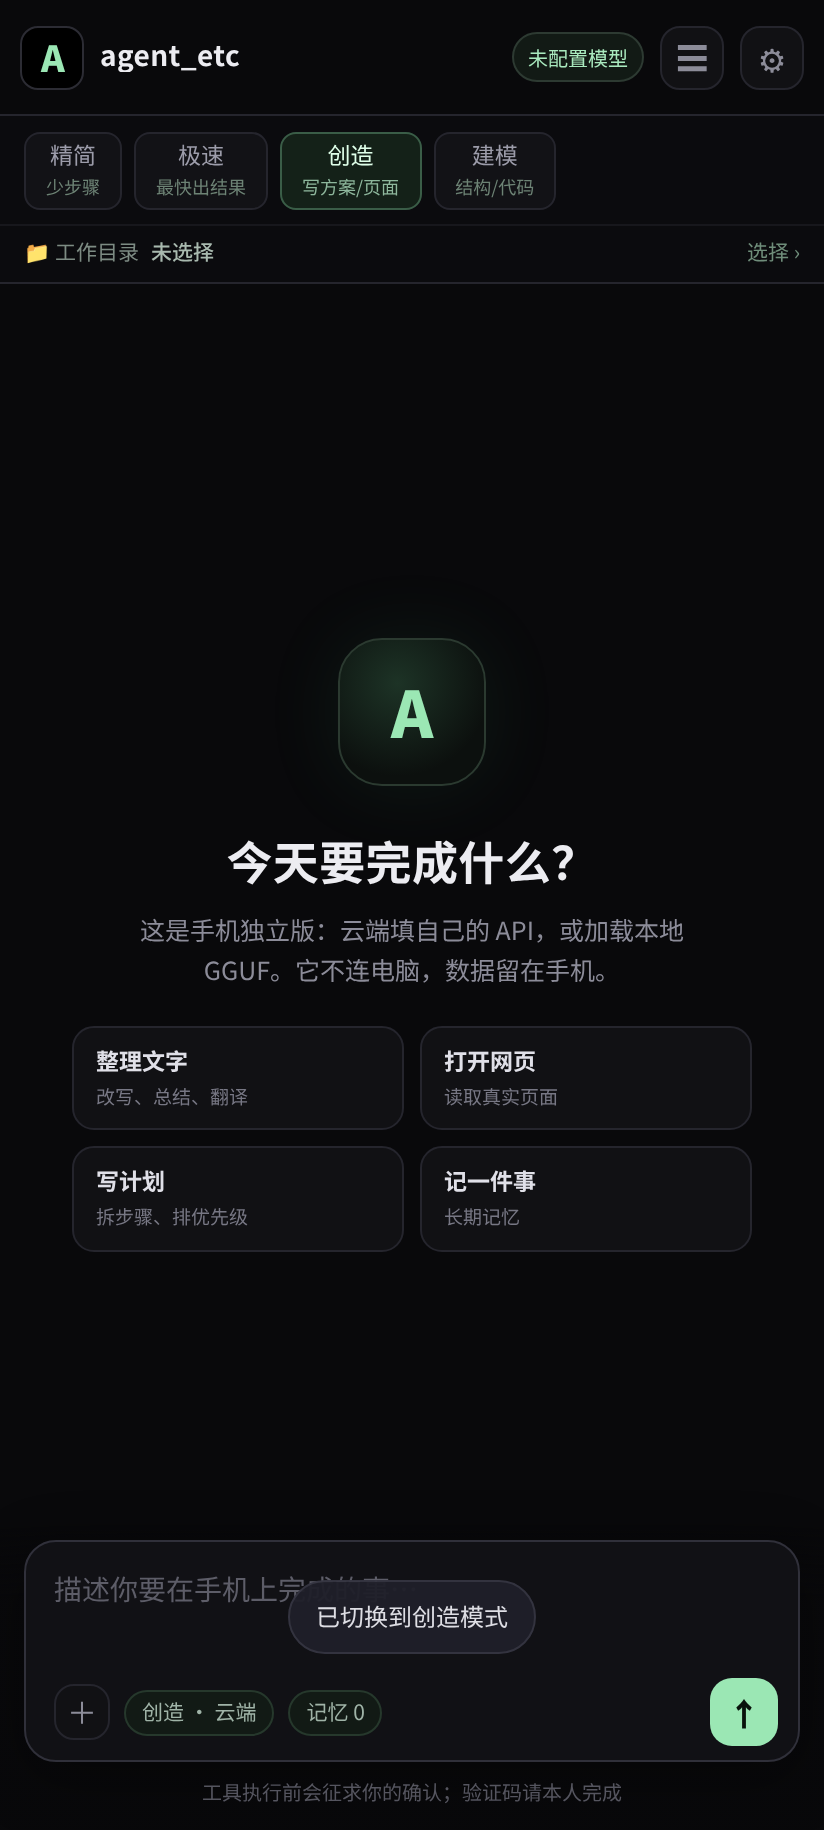 A agent_etc 未配置模型
精简 极速 创造 建模
少步骤 最快出结果 写方案/页面 结构/代码
工作目录 未选择 选择 ›
A
今天要完成什么？
这是手机独立版：云端填自己的 API，或加载本地
GGUF。它不连电脑，数据留在手机。
整理文字 打开网页
改写、总结、翻译 读取真实页面
写计划 记一件事
拆步骤、排优先级 长期记忆
描述你要在手机上完成的事…
已切换到创造模式
创造 · 云端 记忆 0
工具执行前会征求你的确认；验证码请本人完成